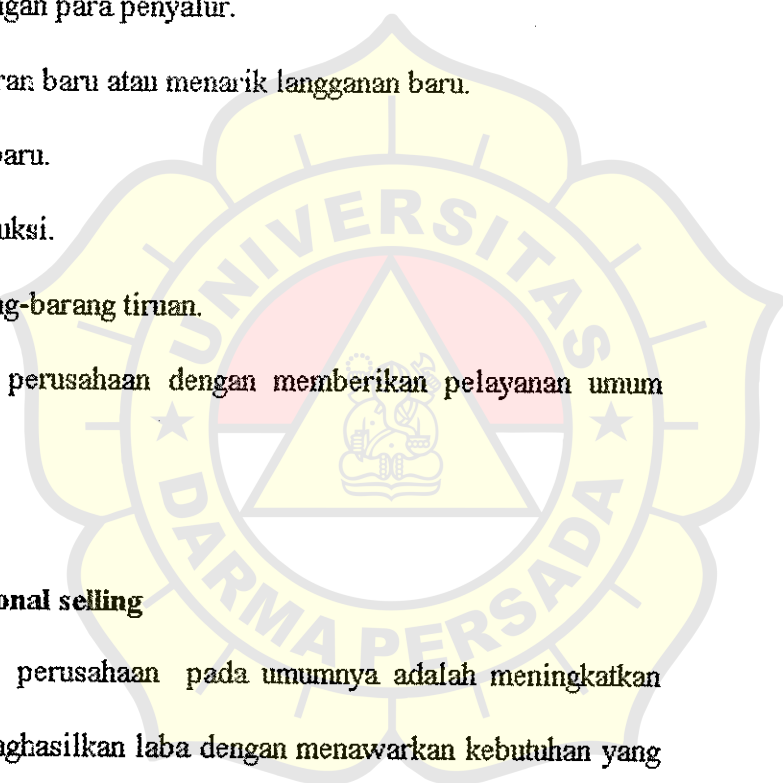 ngan para penyalur.
ran baru atau menarik langganan baru.
baru.
uksi.
ng-barang tiruan.
perusahaan dengan memberikan pelayanan umum
onal selling
perusahaan pada umumnya adalah meningkatkan
nghasilkan laba dengan menawarkan kebutuhan yang
UNIVERSITAS
DARMA PERSADA